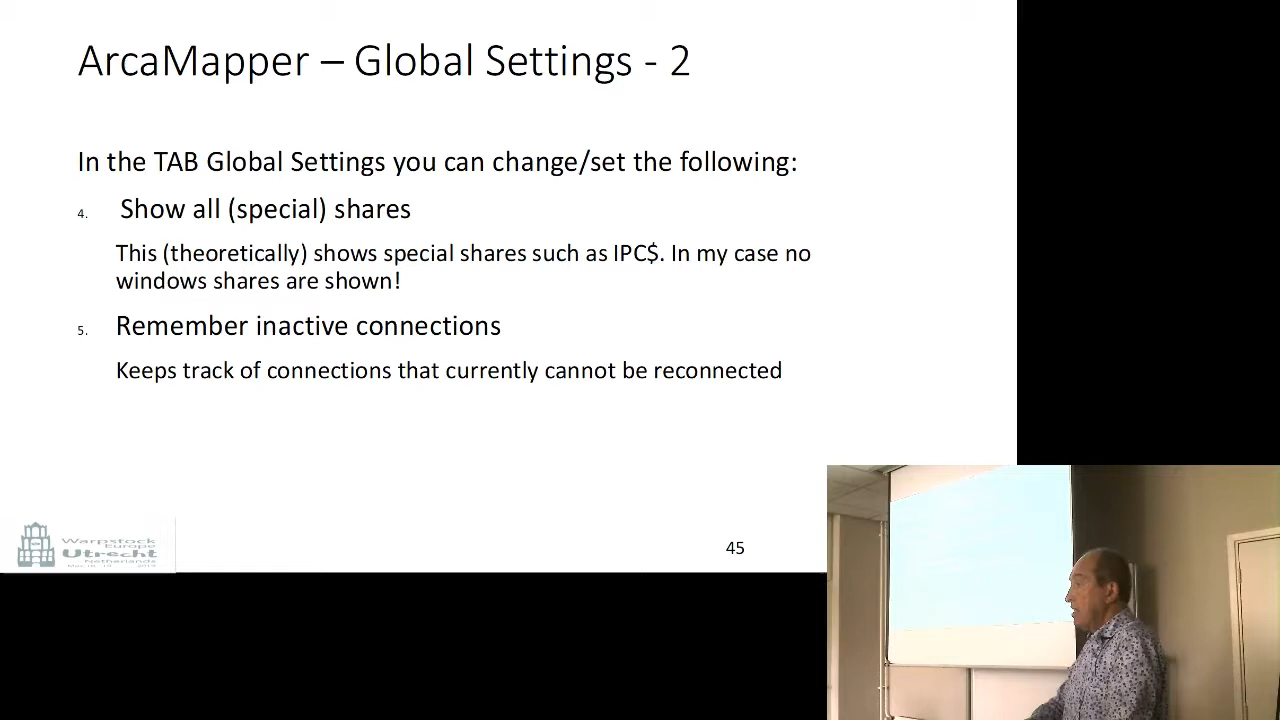 ArcaMapper – Global Settings - 2
In the TAB Global Settings you can change/set the following:
4. Show all (special) shares
This (theoretically) shows special shares such as IPC$. In my case no
windows shares are shown!
5. Remember inactive connections
Keeps track of connections that currently cannot be reconnected
Warpstock
Europe
Utrecht
Netherlands
45